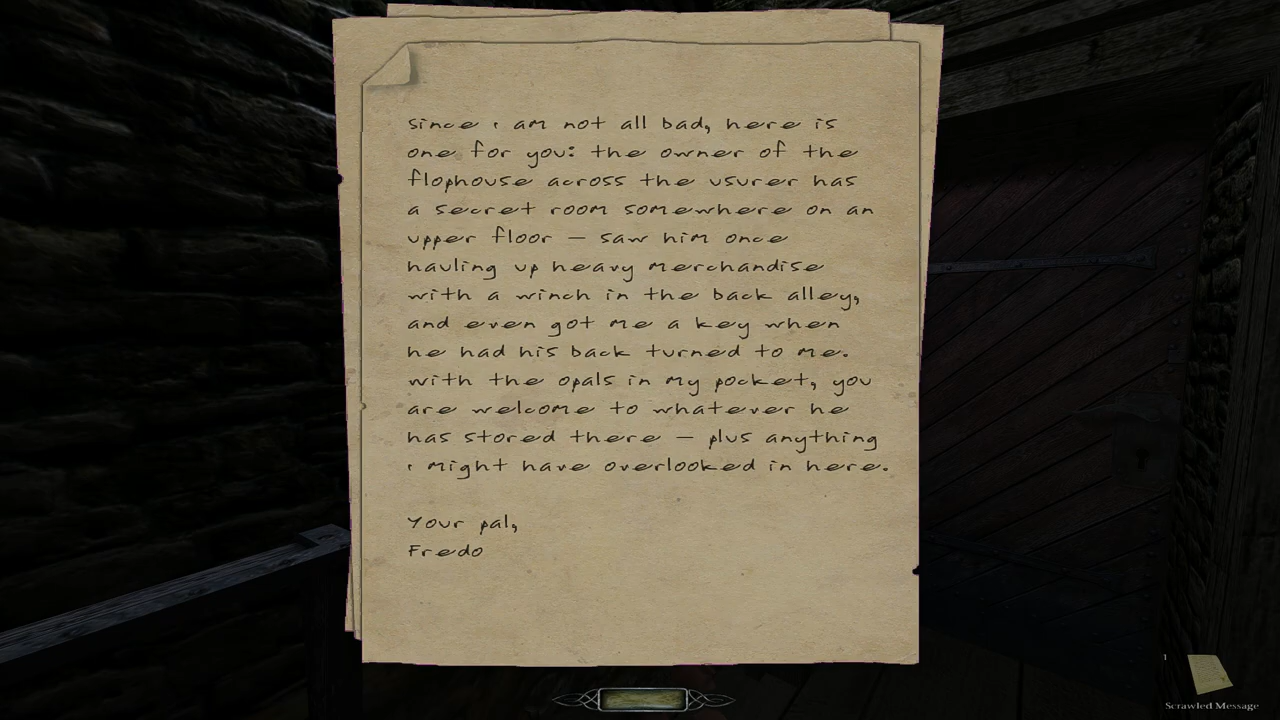 since i am not all bad, here is
one for you: the owner of the
flophouse across the usurer has
a secret room somewhere on an
upper floor – saw him once
hauling up heavy merchandise
with a winch in the back alley,
and even got me a key when
he had his back turned to me.
with the opals in my pocket, you
are welcome to whatever he
has stored there – plus anything
i might have overlooked in here.
Your pal,
Fredo
1
Scrawled Message